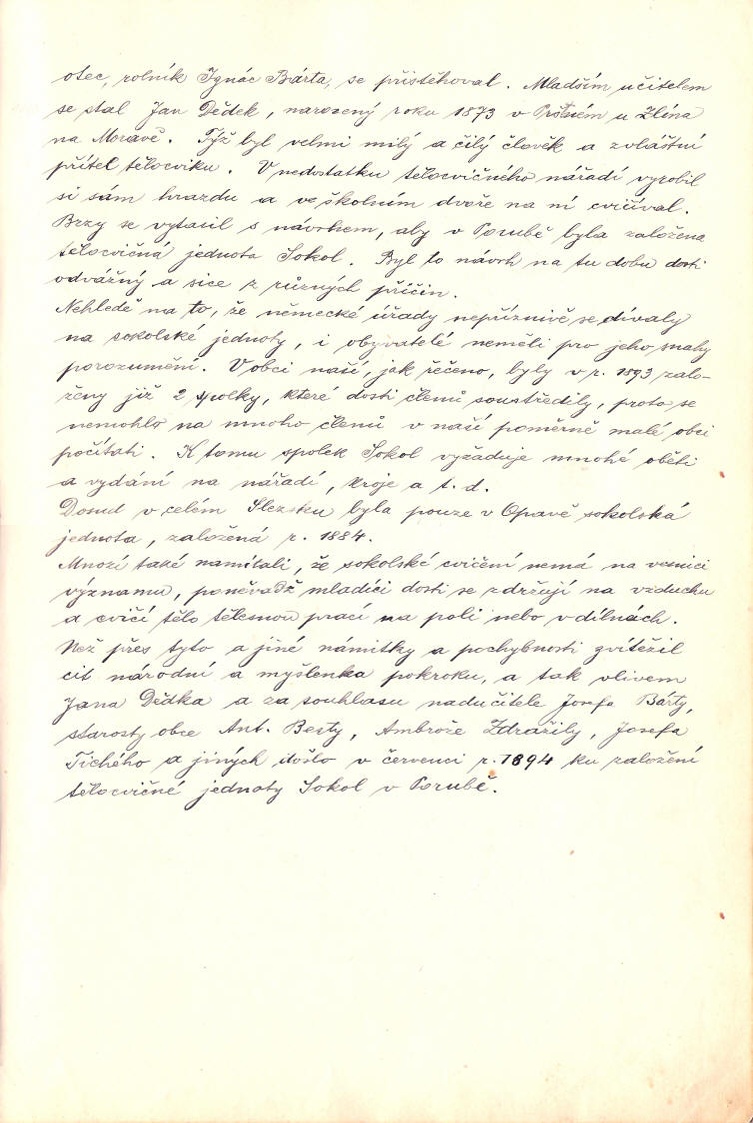 otec, rolník Ignác Bárta, se přistěhoval. Mladším učitelem
se stal Jan Dědek, narozený roku 1873 v Prštném u Zlína
na Moravě. Týž byl velmi milý a čilý člověk a zvláštní
přítel tělocviku. V nedostatku tělocvičného nářadí vyrobil
si sám hrazdu a ve školním dvoře na ní cvičíval.
Brzy se vytasil s návrhem, aby v Porubě byla založena
tělocvičná jednota Sokol. Byl to návrh na tu dobu dosti
odvážný a sice z různých příčin.
Nehledě na to, že německé úřady nepříznivě se dívaly
na sokolské jednoty, i obyvatelé neměli pro jeho snahy
porozumění. V obci naší, jak řečeno, byly v r. 1893 zalo-
ženy již 2 spolky, které dosti členů soustředily, proto se
nemohlo na mnoho členů v naší poměrně malé obci
počítati. K tomu spolek Sokol vyžaduje mnohé oběti
a vydání na nářadí, kroje a t. d.
Dosud v celém Slezsku byla pouze v Opavě sokolská
jednota, založená r. 1884.
Mnozí také namítali, že sokolské cvičení nemá na vesnici
významu, poněvadž mladíci dosti se zdržují na vzduchu
a cvičí tělo tělesnou prací na poli nebo v dílnách.
Než přes tyto a jiné námitky a pochybnosti zvítězil
cit národní a myšlenka pokroku, a tak vlivem
Jana Dědka a za souhlasu nadučitele Josefa Bárty,
starosty obce Ant. Besty, Ambrože Zdražily, Josefa
Tichého a jiných došlo v červenci r. 1894 ku založení
tělocvičné jednoty Sokol v Porubě.